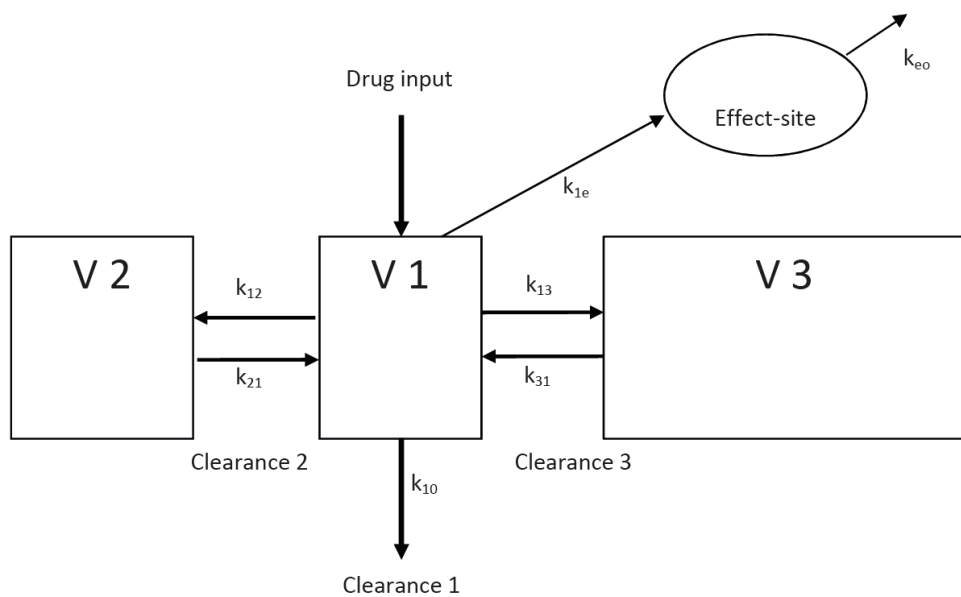 Drug input
k₁ₑ
Effect-site
kₑₒ
V 2
k₁₂
k₂₁
V 1
k₁₃
k₃₁
V 3
Clearance 2
k₁₀
Clearance 3
Clearance 1